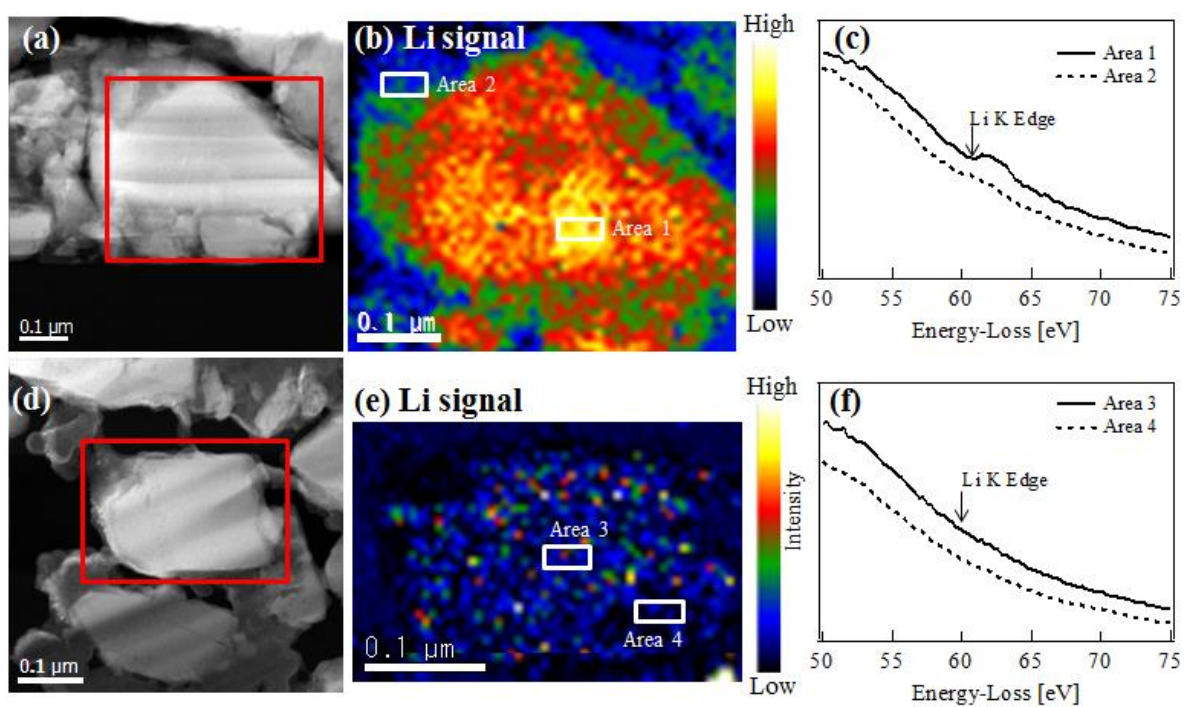 (a)
0.1 μm
(b) Li signal
Area 2
Area 1
0.1 μm
High
Low
(c)
Area 1
Area 2
Li K Edge
50 55 60 65 70 75
Energy-Loss [eV]
(d)
0.1 μm
(e) Li signal
Area 3
Area 4
0.1 μm
High
Intensity
Low
(f)
Area 3
Area 4
Li K Edge
50 55 60 65 70 75
Energy-Loss [eV]